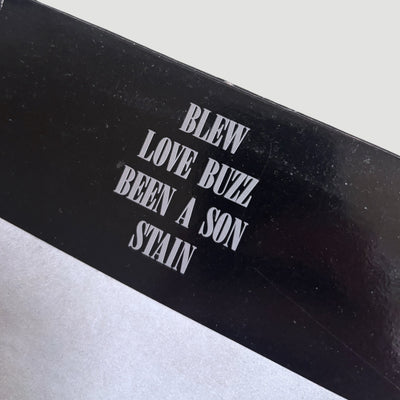 BLEW
LOVE BUZZ
BEEN A SON
STAIN